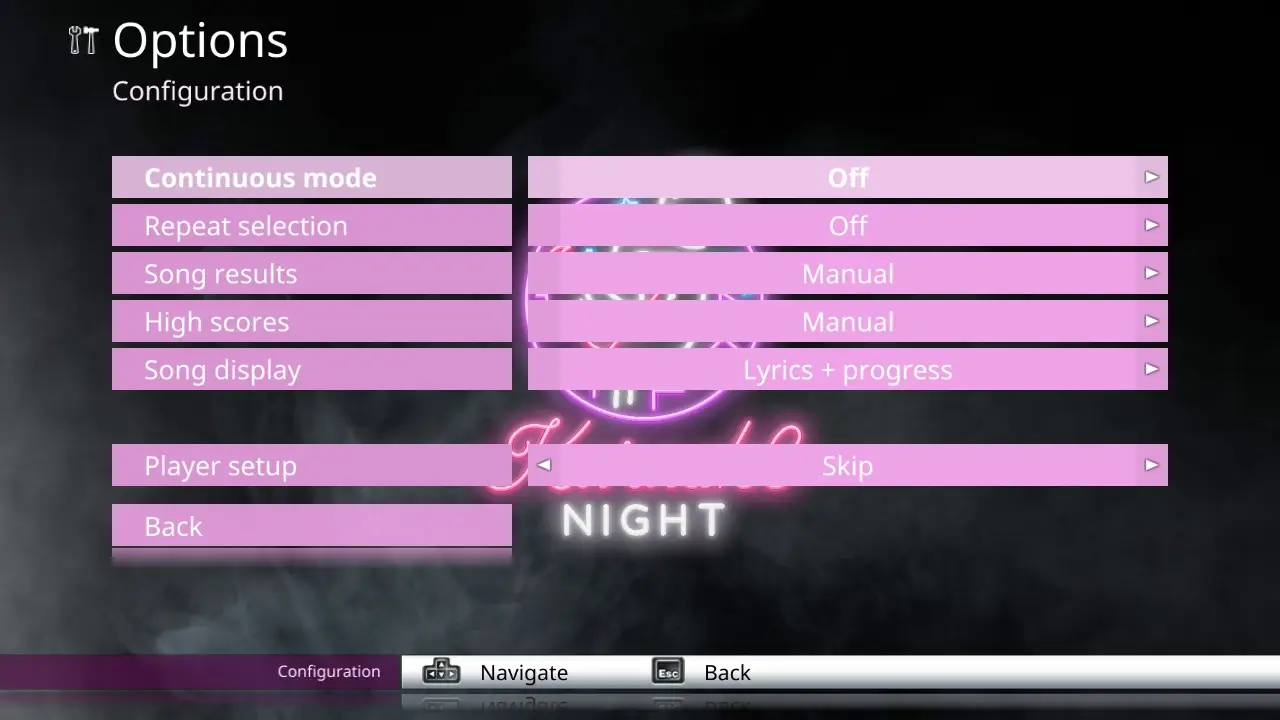 Options
Configuration
Continuous mode Off
Repeat selection Off
Song results Manual
High scores Manual
Song display Lyrics + progress
Player setup Skip
Back
NIGHT
Configuration Navigate Esc Back